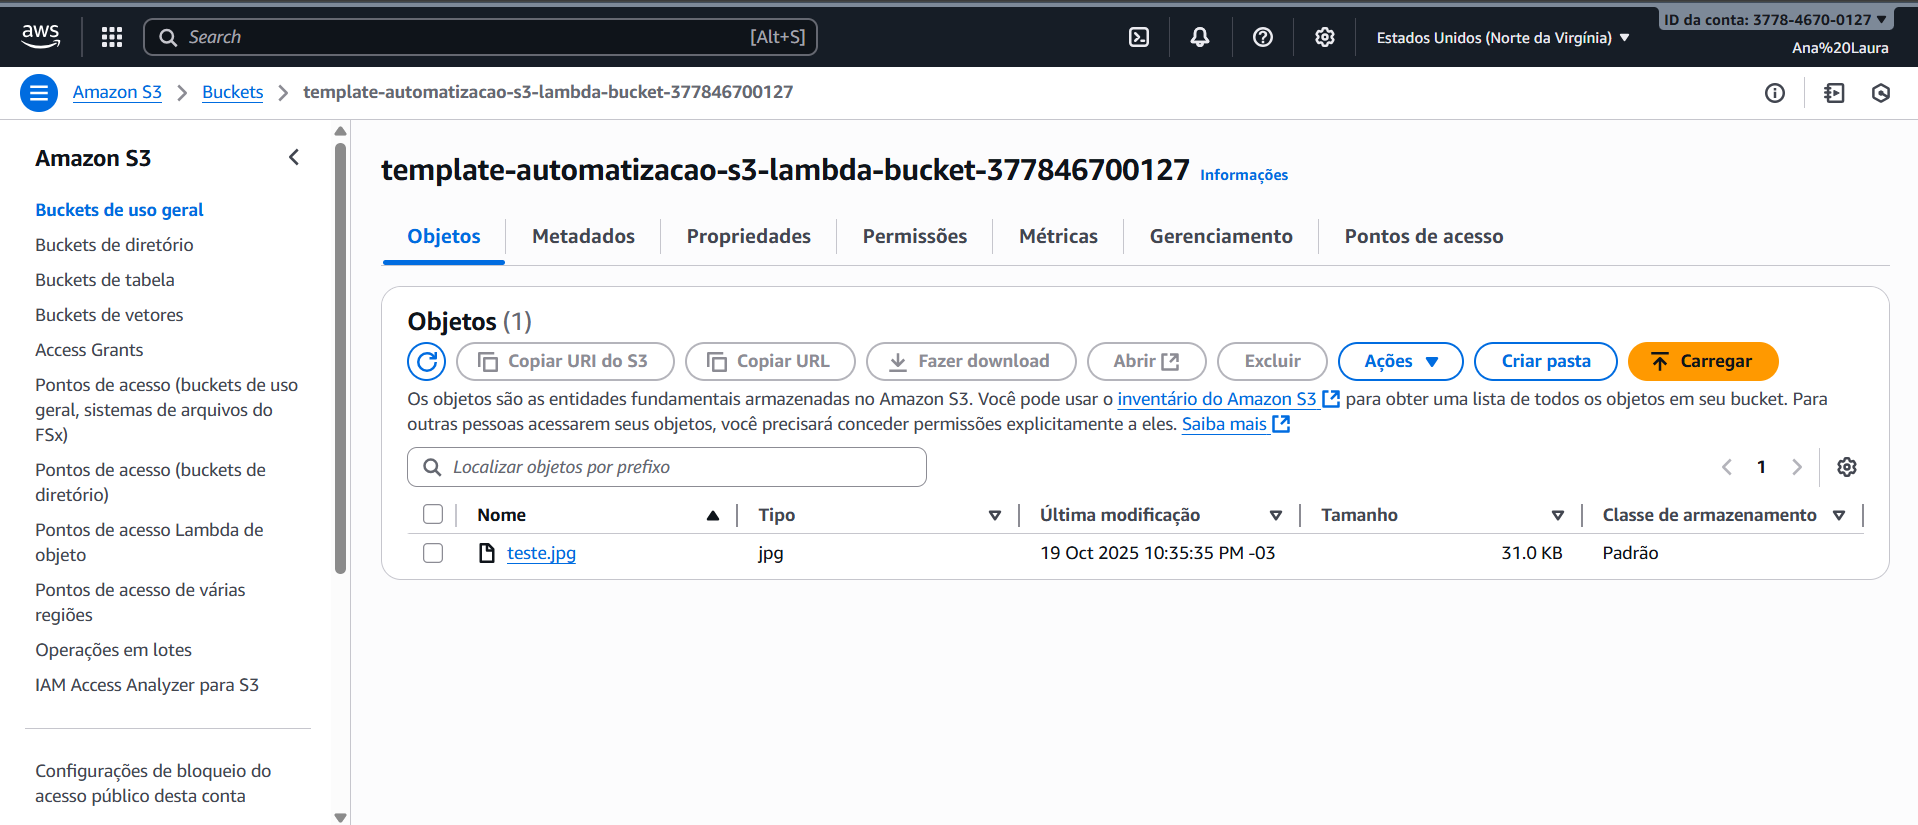 aws
Search [Alt+S]
Estados Unidos (Norte da Virgínia)
ID da conta: 3778-4670-0127
Ana%20Laura
Amazon S3
Buckets
template-automatizacao-s3-lambda-bucket-377846700127
Amazon S3
Buckets de uso geral
Buckets de diretório
Buckets de tabela
Buckets de vetores
Access Grants
Pontos de acesso (buckets de uso
geral, sistemas de arquivos do
FSx)
Pontos de acesso (buckets de
diretório)
Pontos de acesso Lambda de
objeto
Pontos de acesso de várias
regiões
Operações em lotes
IAM Access Analyzer para S3
Configurações de bloqueio do
acesso público desta conta
template-automatizacao-s3-lambda-bucket-377846700127 Informações
Objetos Metadados Propriedades Permissões Métricas Gerenciamento Pontos de acesso
Objetos (1)
Copiar URI do S3 Copiar URL Fazer download Abrir Excluir Ações Criar pasta Carregar
Os objetos são as entidades fundamentais armazenadas no Amazon S3. Você pode usar o inventário do Amazon S3 para obter uma lista de todos os objetos em seu bucket. Para
outras pessoas acessarem seus objetos, você precisará conceder permissões explicitamente a eles. Saiba mais
Localizar objetos por prefixo
1
Nome Tipo Última modificação Tamanho Classe de armazenamento
teste.jpg jpg 19 Oct 2025 10:35:35 PM -03 31.0 KB Padrão